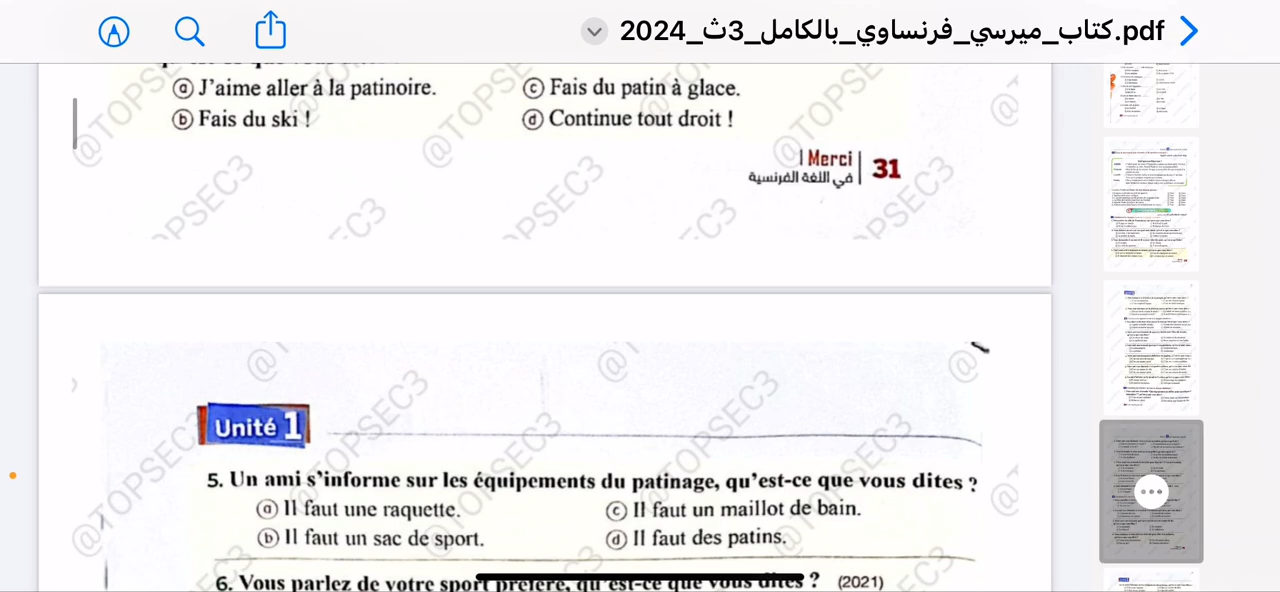 كتاب_ميرسي_فرنساوي_بالكامل_3ث_2024.pdf
ⓐ J'aime aller à la patinoire.
ⓒ Fais du patin à glace.
ⓑ Fais du ski !
ⓓ Continue tout droit !
Merci
في اللغة الفرنسية
31
Unité 1
5. Un ami s'informe sur les équipements du patinage, qu'est-ce que vous dites ?
ⓐ Il faut une raquette.
ⓒ Il faut un maillot de bain.
ⓑ Il faut un sac de sport.
ⓓ Il faut des patins.
6. Vous parlez de votre sport préféré, qu'est-ce que vous dites ? (2021)
@TOPSEC3